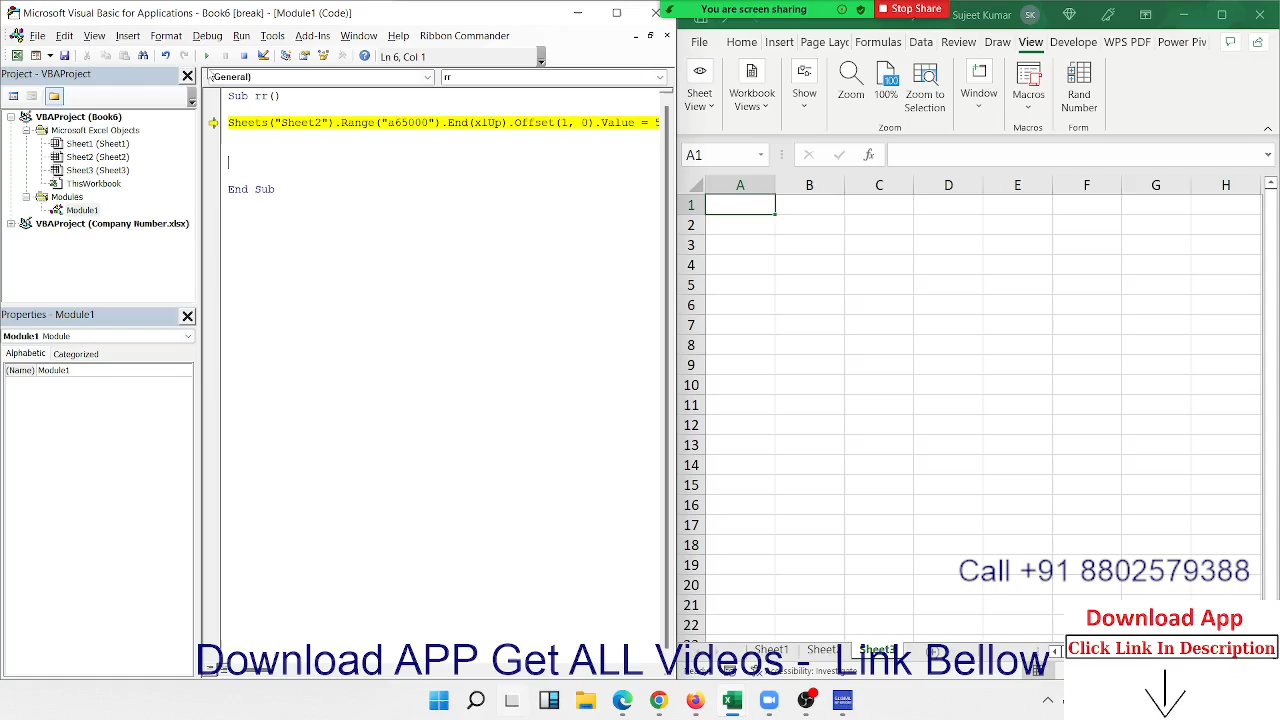 Microsoft Visual Basic for Applications - Book6 [break] - [Module1 (Code)]
You are screen sharing
Stop Share
Sujeet Kumar
SK
File Edit View Insert Format Debug Run Tools Add-Ins Window Help Ribbon Commander
Ln 6, Col 1
File Home Insert Page Layc Formulas Data Review View Develope WPS PDF Power Piv
Project - VBAProject
General)
rr
VBAProject (Book6)
Microsoft Excel Objects
Sheet1 (Sheet1)
Sheet2 (Sheet2)
Sheet3 (Sheet3)
ThisWorkbook
Modules
Module1
VBAProject (Company Number.xlsx)
Sub rr()
Sheets("Sheet2").Range("a65000").End(xlUp).Offset(1, 0).Value = 5
End Sub
Properties - Module1
Module1 Module
Alphabetic Categorized
(Name) Module1
Sheet View
Workbook Views
Show
Zoom
100%
Zoom to Selection
Window
Macros
Rand Number
Zoom
Macros
Form
A1
fx
A B C D E F G H
1
2
3
4
5
6
7
8
9
10
11
12
13
14
15
16
17
18
19
20
21
22
Call +91 8802579388
Download App
Click Link In Description
Sheet1 Sheet2 Sheet3
Accessibility: Investigate
Download APP Get ALL Videos - Link Bellow